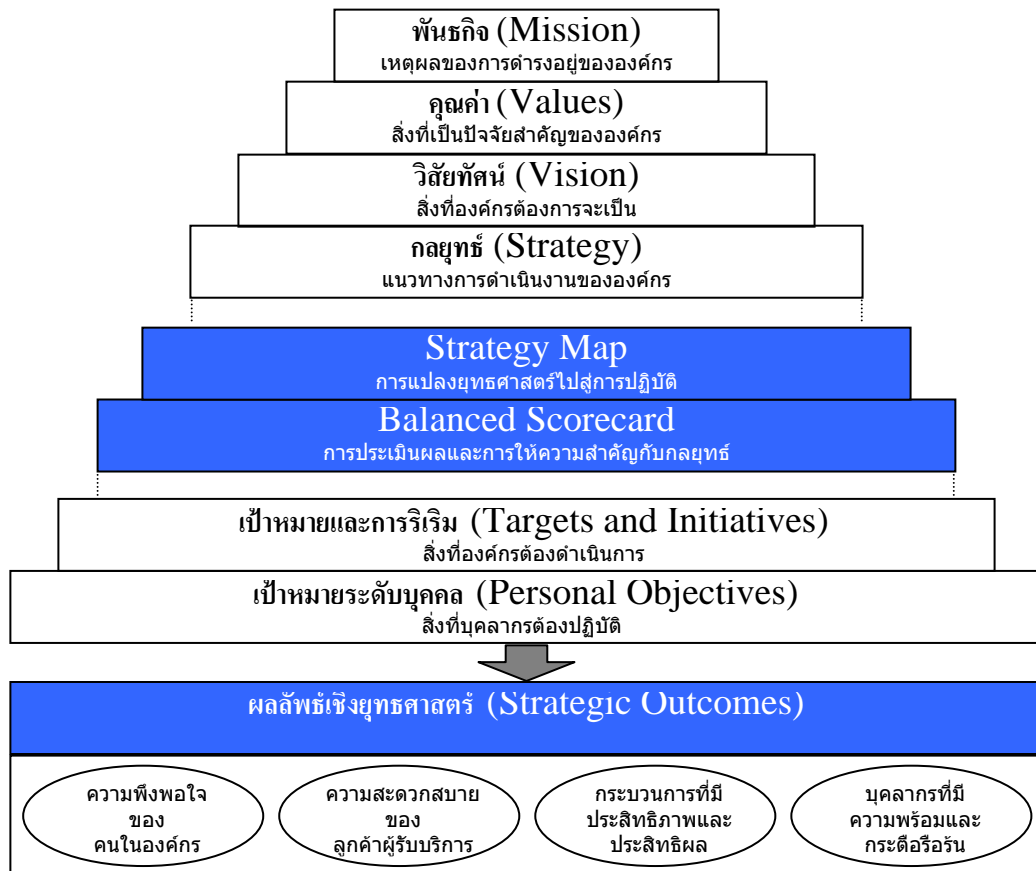 พันธกิจ (Mission)
เหตุผลของการดำรงอยู่ขององค์กร
คุณค่า (Values)
สิ่งที่เป็นปัจจัยสำคัญขององค์กร
วิสัยทัศน์ (Vision)
สิ่งที่องค์กรต้องการจะเป็น
กลยุทธ์ (Strategy)
แนวทางการดำเนินงานขององค์กร
Strategy Map
การแปลงยุทธศาสตร์ไปสู่การปฏิบัติ
Balanced Scorecard
การประเมินผลและการให้ความสำคัญกับกลยุทธ์
เป้าหมายและการริเริ่ม (Targets and Initiatives)
สิ่งที่องค์กรต้องดำเนินการ
เป้าหมายระดับบุคคล (Personal Objectives)
สิ่งที่บุคลากรต้องปฏิบัติ
ผลลัพธ์เชิงยุทธศาสตร์ (Strategic Outcomes)
ความพึงพอใจ
ของ
คนในองค์กร
ความสะดวกสบาย
ของ
ลูกค้าผู้รับบริการ
กระบวนการที่มี
ประสิทธิภาพและ
ประสิทธิผล
บุคลากรที่มี
ความพร้อมและ
กระตือรือร้น